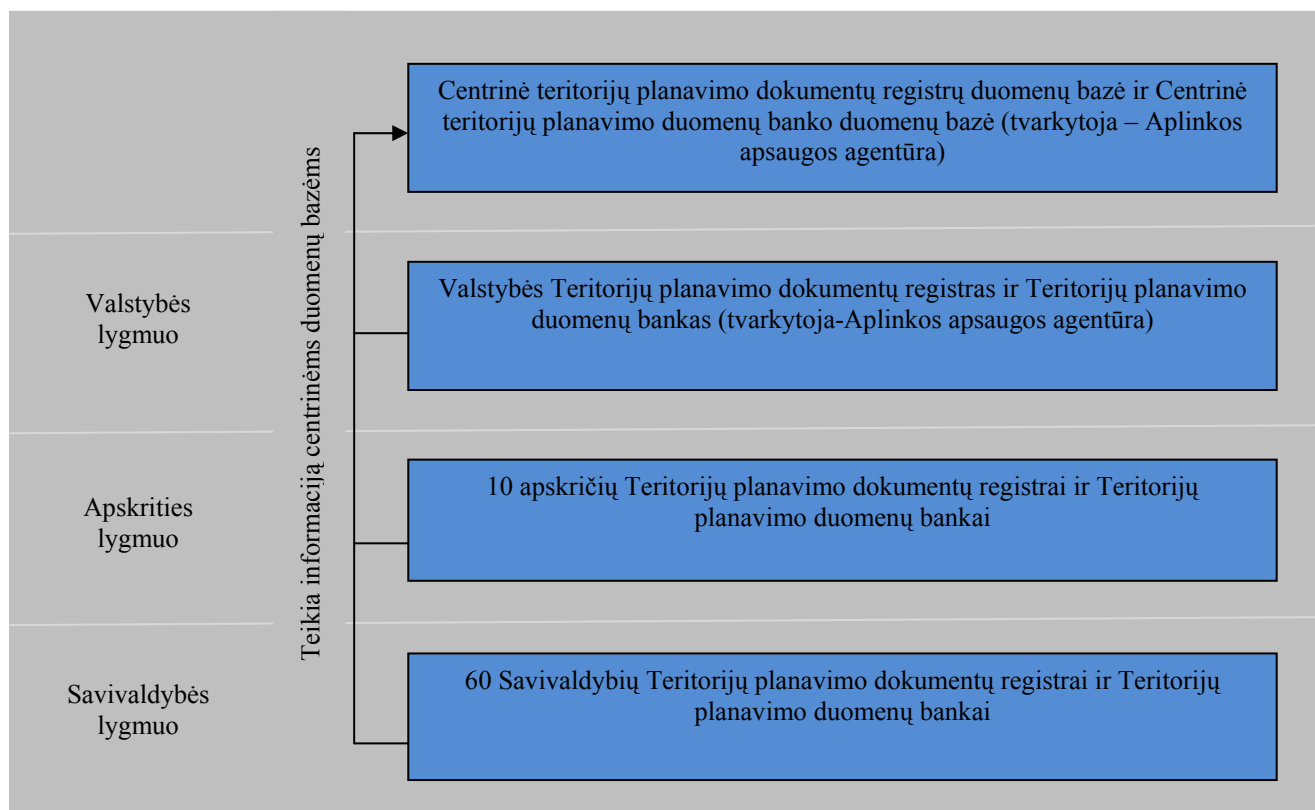 Centrinė teritorijų planavimo dokumentų registrų duomenų bazė ir Centrinė
teritorijų planavimo duomenų banko duomenų bazė (tvarkytoja – Aplinkos
apsaugos agentūra)
Teikia informaciją centrinėms duomenų bazėms
Valstybės
lygmuo
Valstybės Teritorijų planavimo dokumentų registras ir Teritorijų planavimo
duomenų bankas (tvarkytoja-Aplinkos apsaugos agentūra)
Apskrities
lygmuo
10 apskričių Teritorijų planavimo dokumentų registrai ir Teritorijų
planavimo duomenų bankai
Savivaldybės
lygmuo
60 Savivaldybių Teritorijų planavimo dokumentų registrai ir Teritorijų
planavimo duomenų bankai